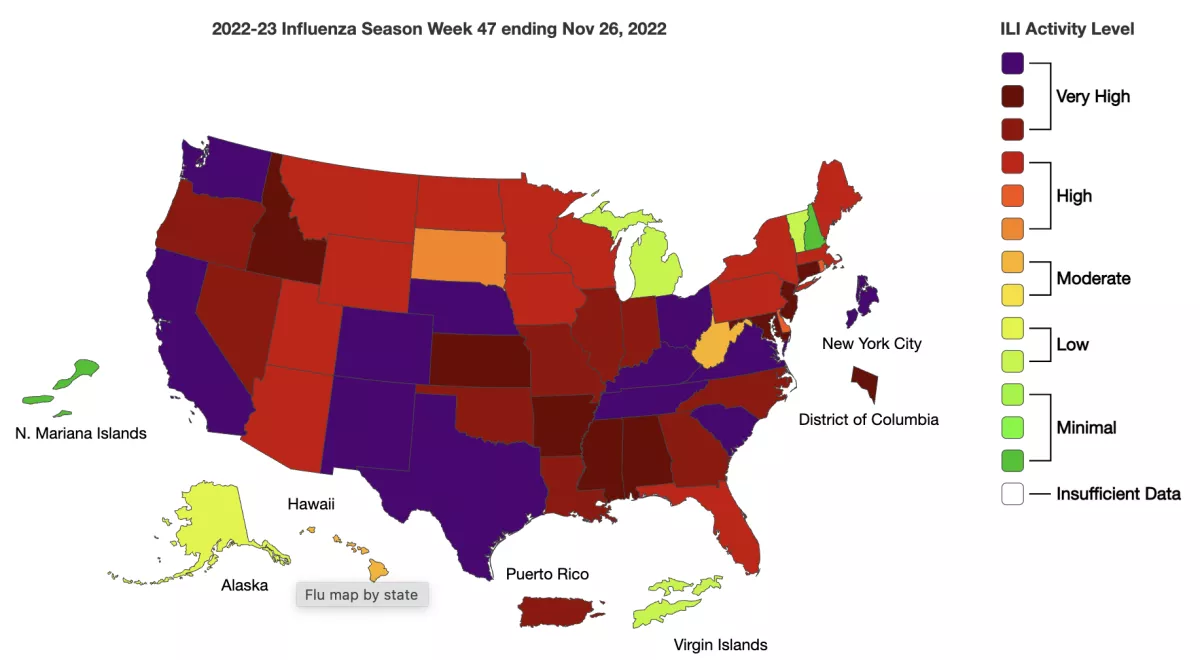 2022-23 Influenza Season Week 47 ending Nov 26, 2022
ILI Activity Level
Very High
High
Moderate
Low
Minimal
Insufficient Data
New York City
District of Columbia
N. Mariana Islands
Hawaii
Alaska
Flu map by state
Puerto Rico
Virgin Islands